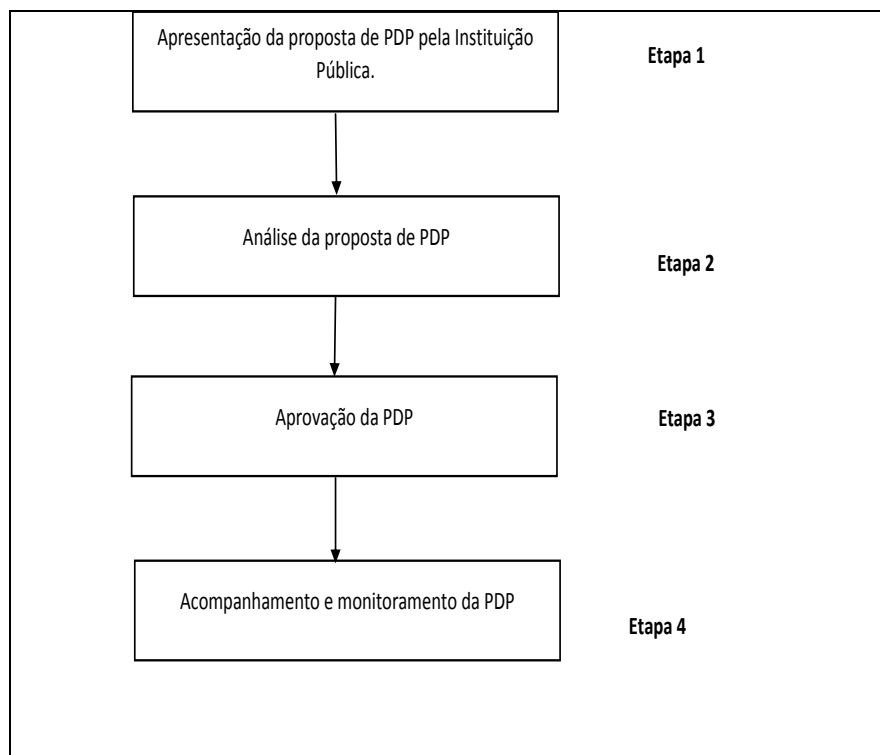 Apresentação da proposta de PDP pela Instituição
Pública.
Etapa 1
Análise da proposta de PDP
Etapa 2
Aprovação da PDP
Etapa 3
Acompanhamento e monitoramento da PDP
Etapa 4